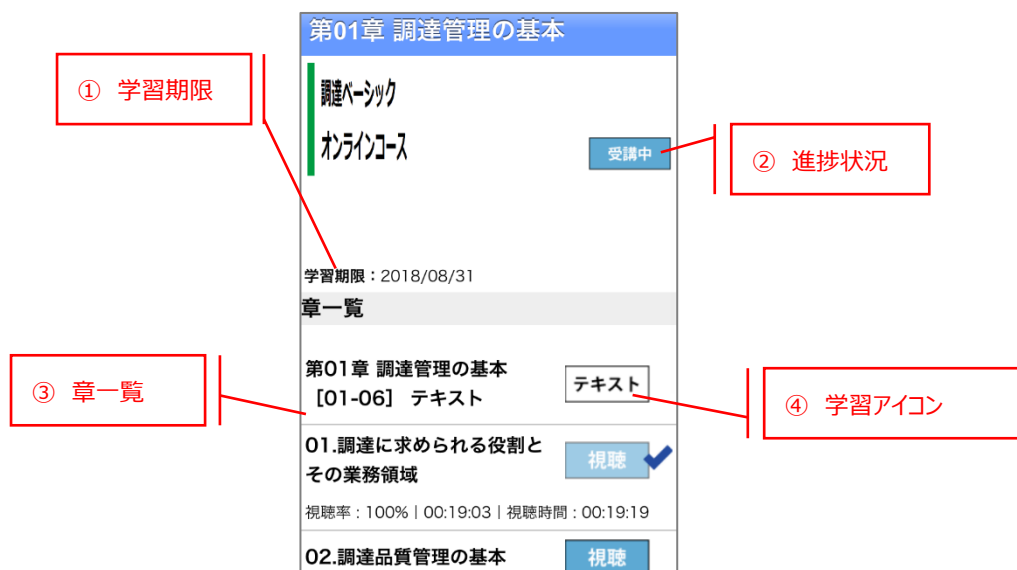 第01章 調達管理の基本
① 学習期限
調達ベーシック
オンラインコース
受講中
② 進捗状況
学習期限：2018/08/31
章一覧
③ 章一覧
第01章 調達管理の基本
［01-06］ テキスト
テキスト
④ 学習アイコン
01.調達に求められる役割と
その業務領域
視聴
視聴率 : 100%｜00:19:03｜視聴時間 : 00:19:19
02.調達品質管理の基本
視聴